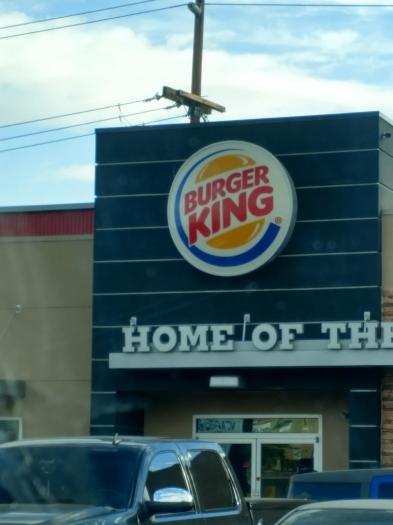 BURGER
KING®
HOME OF THE